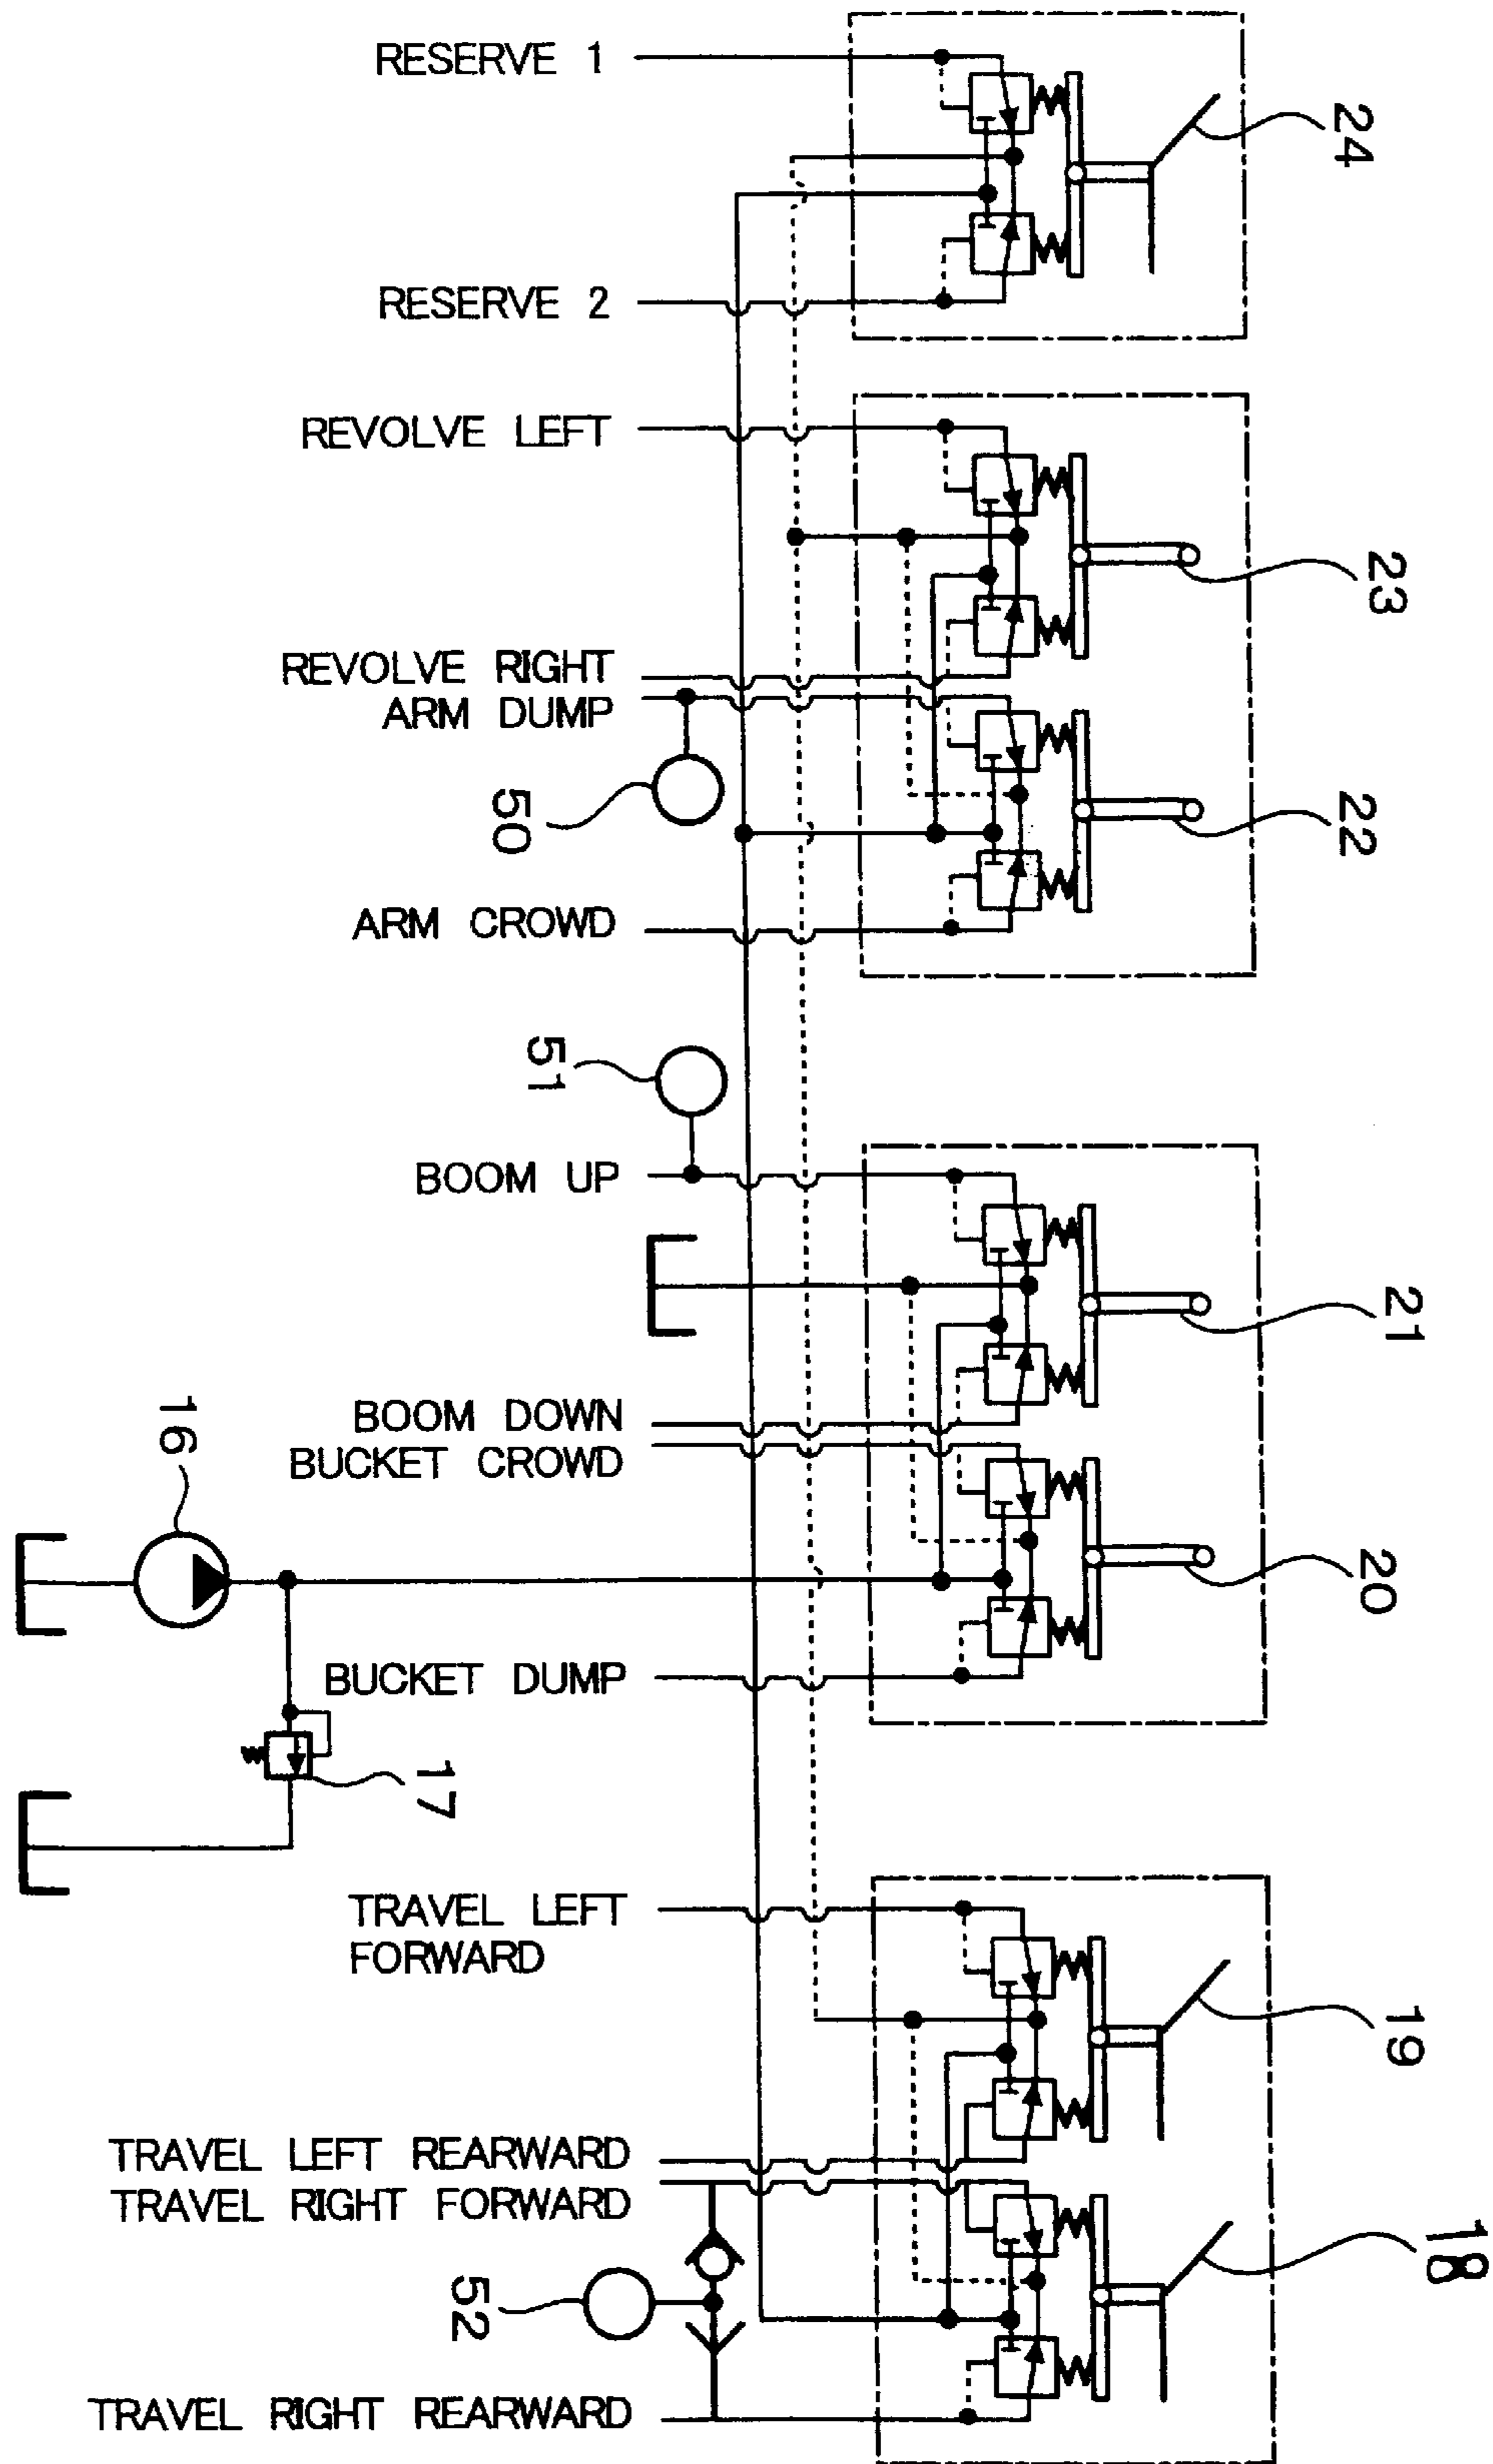 RESERVE 1
24
RESERVE 2
REVOLVE LEFT
23
REVOLVE RIGHT
ARM DUMP
50
22
ARM CROWD
51
BOOM UP
21
BOOM DOWN
BUCKET CROWD
16
20
BUCKET DUMP
17
TRAVEL LEFT
FORWARD
19
TRAVEL LEFT REARWARD
TRAVEL RIGHT FORWARD
18
52
TRAVEL RIGHT REARWARD